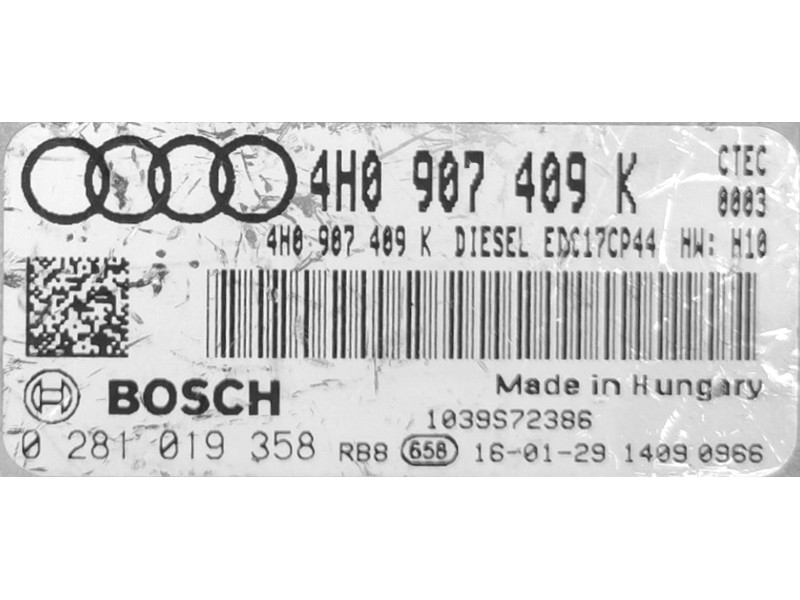 4H0 907 409 K
CTEC
0003
4H0 907 409 K DIESEL EDC17CP44 HW: H10
BOSCH
Made in Hungary
1039S72386
0 281 019 358
RB8 658 16-01-29 1409 0966